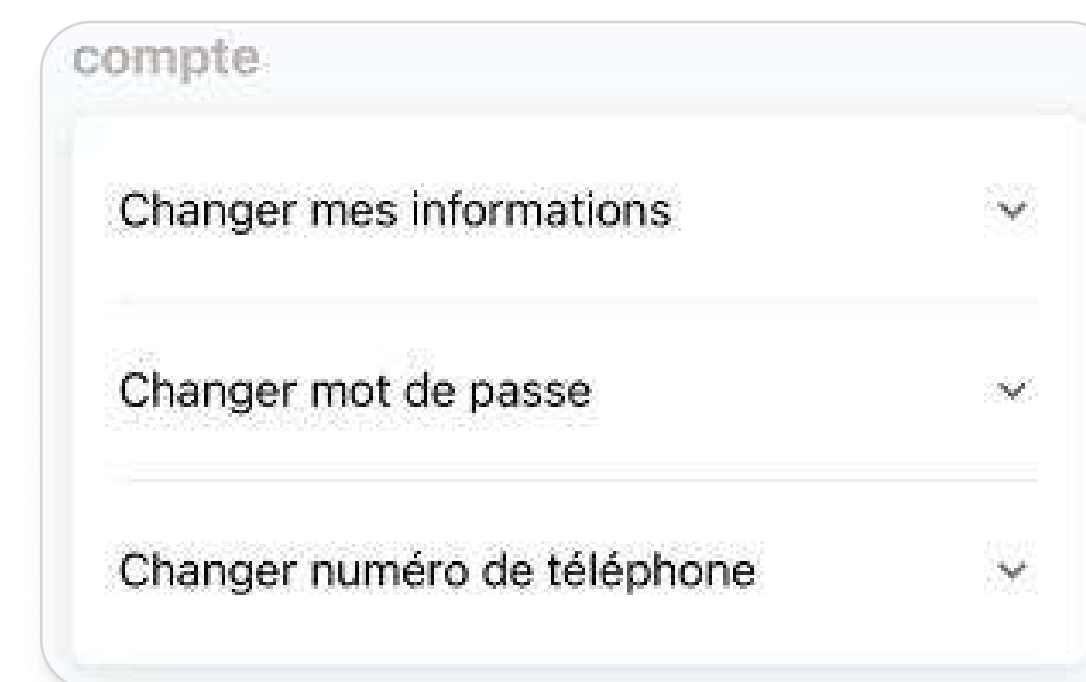 compte
Changer mes informations
Changer mot de passe
Changer numéro de téléphone